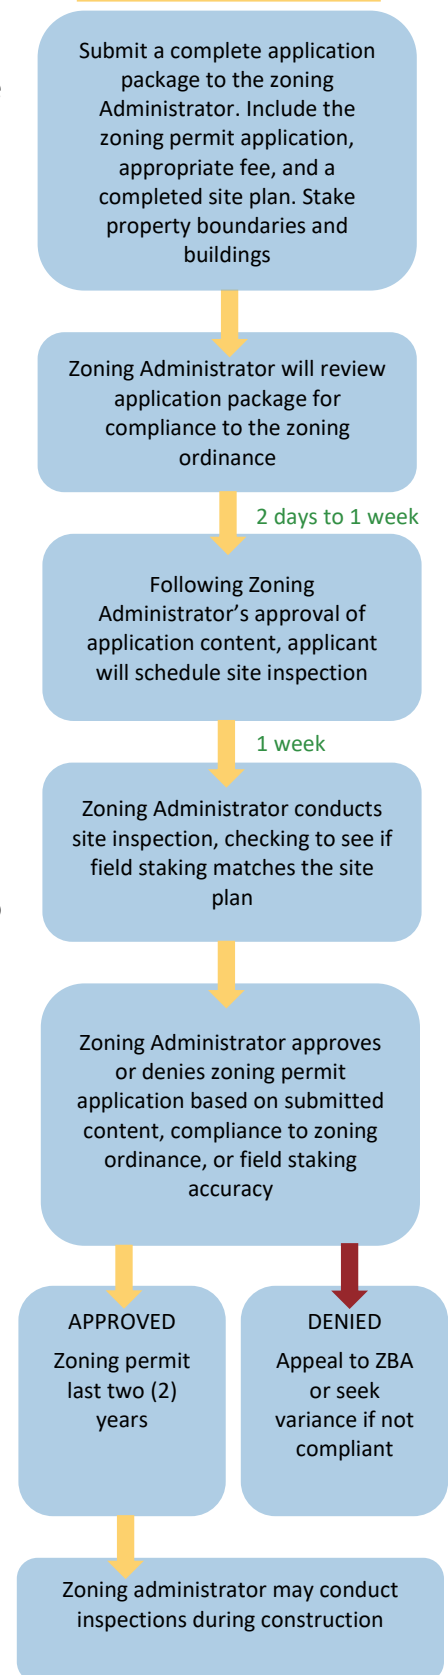 Submit a complete application
package to the zoning
Administrator. Include the
zoning permit application,
appropriate fee, and a
completed site plan. Stake
property boundaries and
buildings
Zoning Administrator will review
application package for
compliance to the zoning
ordinance
2 days to 1 week
Following Zoning
Administrator’s approval of
application content, applicant
will schedule site inspection
1 week
Zoning Administrator conducts
site inspection, checking to see if
field staking matches the site
plan
Zoning Administrator approves
or denies zoning permit
application based on submitted
content, compliance to zoning
ordinance, or field staking
accuracy
APPROVED
Zoning permit
last two (2)
years
DENIED
Appeal to ZBA
or seek
variance if not
compliant
Zoning administrator may conduct
inspections during construction